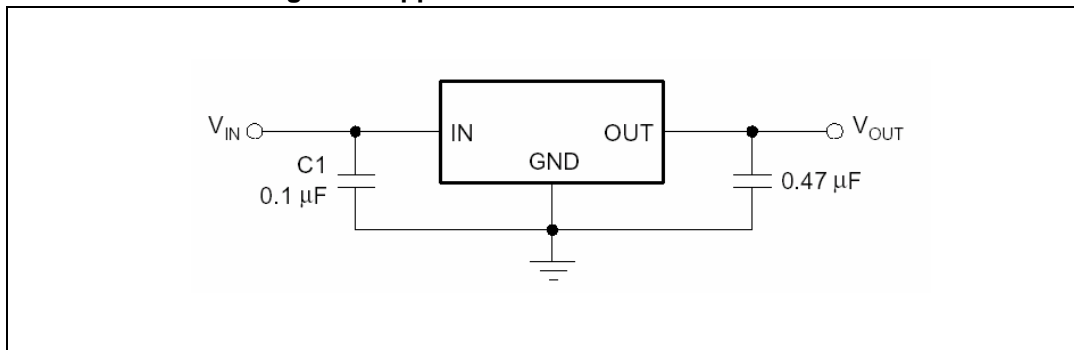 V_IN
IN
OUT
V_OUT
GND
C1
0.1 μF
0.47 μF